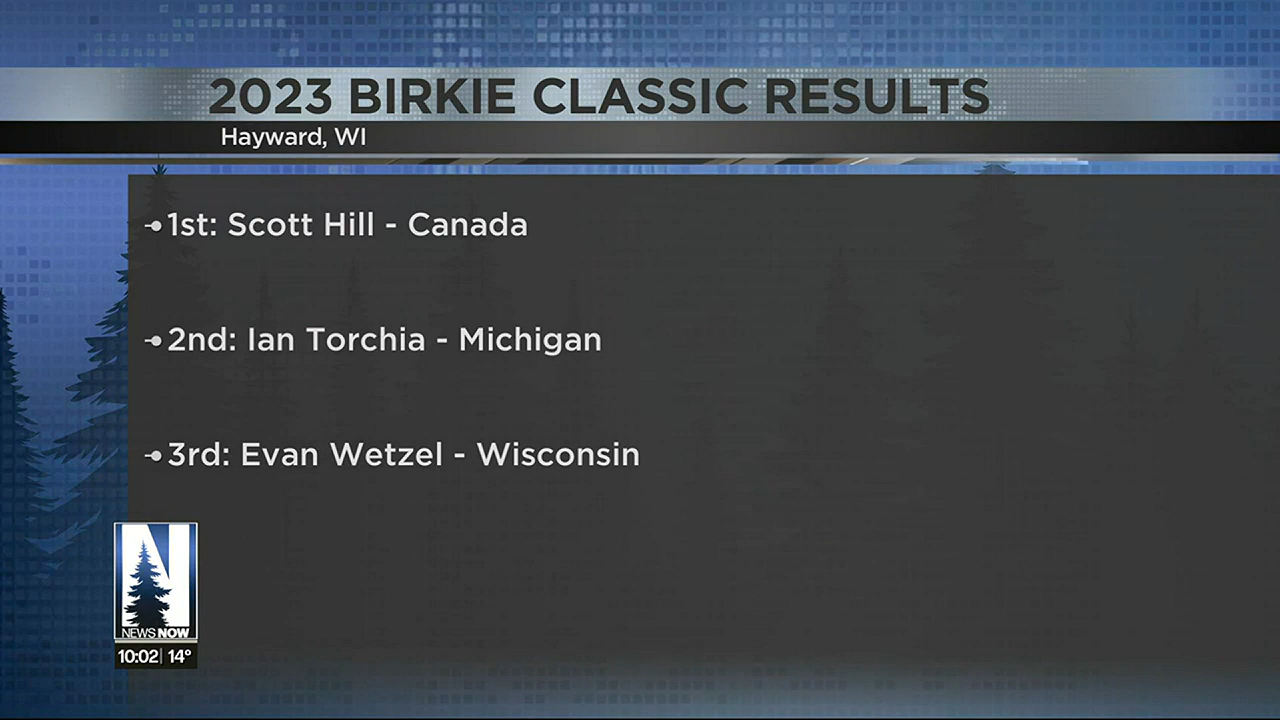 2023 BIRKIE CLASSIC RESULTS
Hayward, WI
1st: Scott Hill - Canada
2nd: Ian Torchia - Michigan
3rd: Evan Wetzel - Wisconsin
N
NEWS NOW
10:02 14°